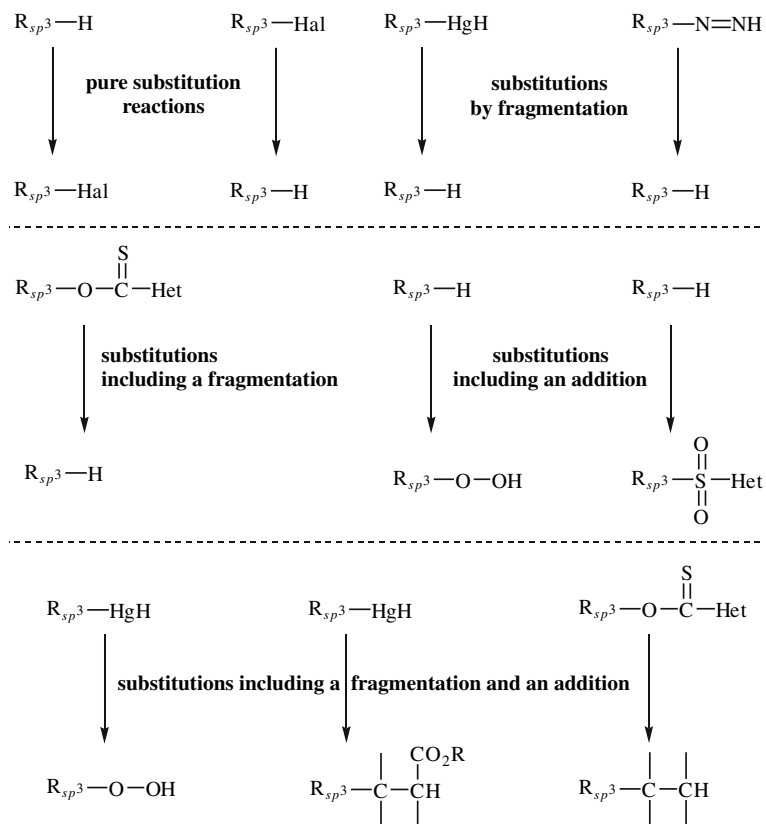 R_sp³—H R_sp³—Hal R_sp³—HgH R_sp³—N=NH
pure substitution substitutions
reactions by fragmentation
R_sp³—Hal R_sp³—H R_sp³—H R_sp³—H
S
R_sp³—O—C—Het R_sp³—H R_sp³—H
substitutions substitutions
including a fragmentation including an addition
O
R_sp³—H R_sp³—O—OH R_sp³—S—Het
O
S
R_sp³—HgH R_sp³—HgH R_sp³—O—C—Het
substitutions including a fragmentation and an addition
CO₂R
R_sp³—O—OH R_sp³—C—CH R_sp³—C—CH